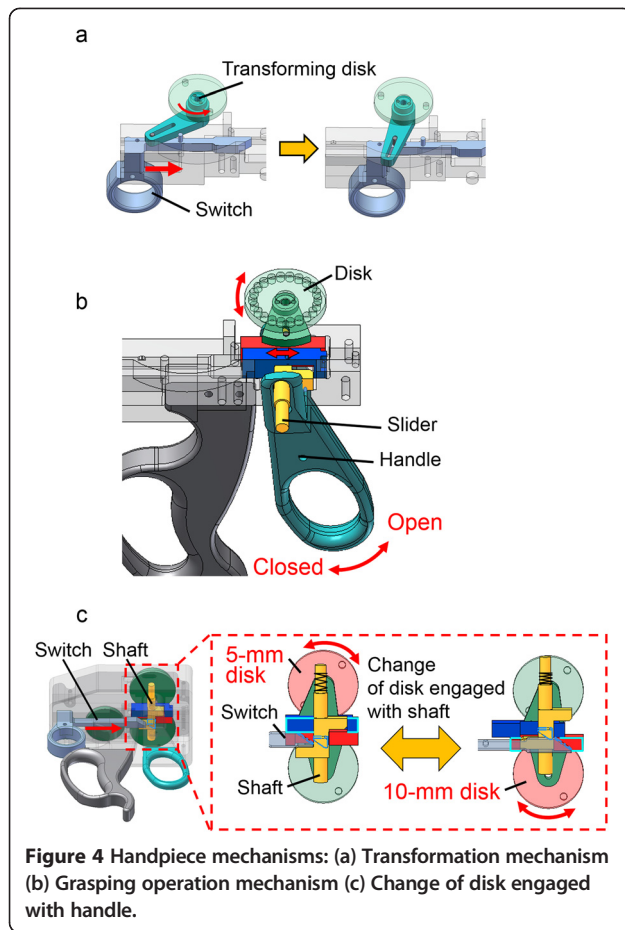 a
Transforming disk
Switch
b
Disk
Slider
Handle
Open
Closed
c
Switch
Shaft
5-mm
disk
Change
of disk engaged
with shaft
Switch
Shaft
10-mm disk
Figure 4 Handpiece mechanisms: (a) Transformation mechanism
(b) Grasping operation mechanism (c) Change of disk engaged
with handle.